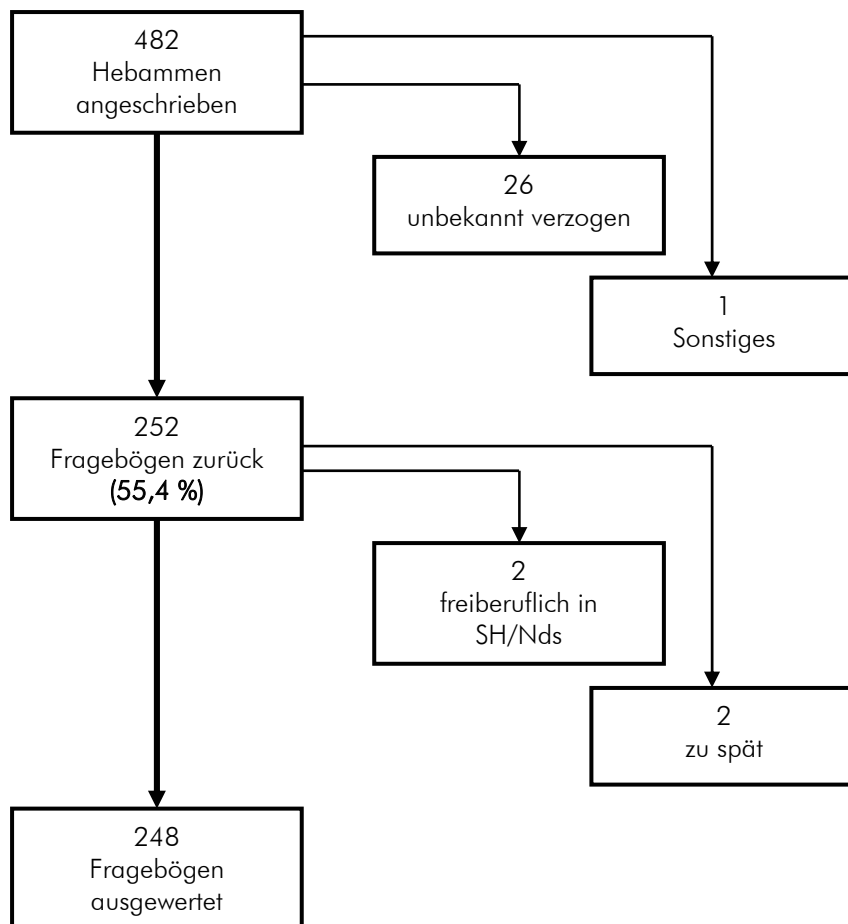 482
Hebammen
angeschrieben
26
unbekannt verzogen
1
Sonstiges
252
Fragebögen zurück
(55,4 %)
2
freiberuflich in
SH/Nds
2
zu spät
248
Fragebögen
ausgewertet